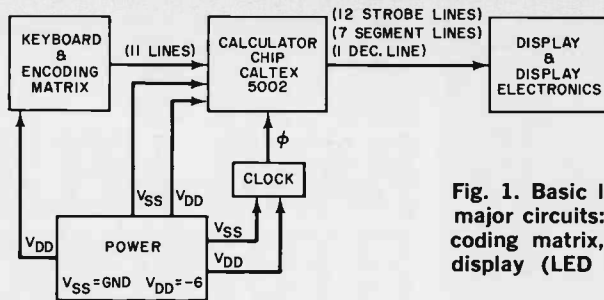 KEYBOARD
&
ENCODING
MATRIX
(11 LINES)
CALCULATOR
CHIP
CALTEX
5002
(12 STROBE LINES)
(7 SEGMENT LINES)
(1 DEC. LINE)
DISPLAY
&
DISPLAY
ELECTRONICS
ϕ
CLOCK
VSS
VDD
VDD
VSS
VDD
POWER
VSS=GND VDD=-6
Fig. 1. Basic
major circuits:
coding matrix,
display (LED